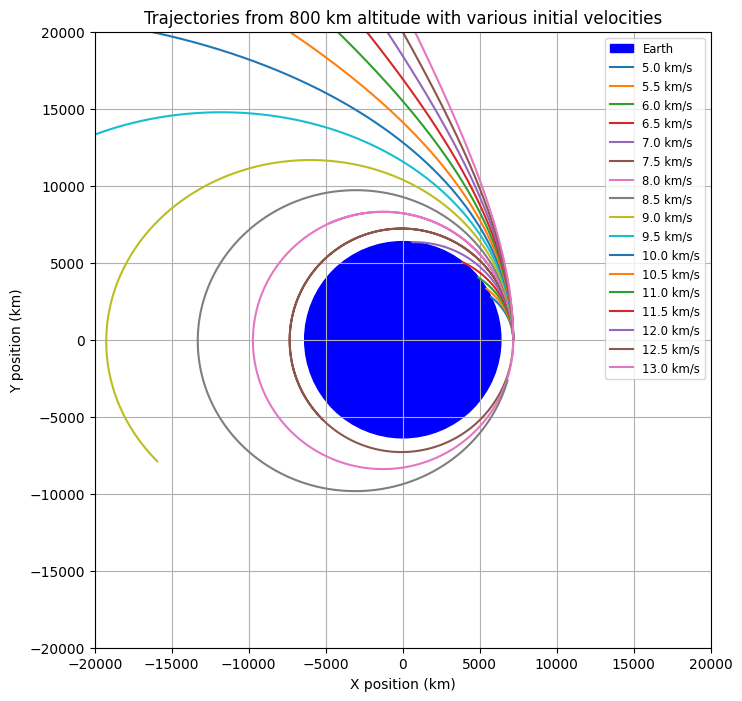 Trajectories from 800 km altitude with various initial velocities
20000
15000
10000
5000
0
−5000
−10000
−15000
−20000
Y position (km)
Earth
5.0 km/s
5.5 km/s
6.0 km/s
6.5 km/s
7.0 km/s
7.5 km/s
8.0 km/s
8.5 km/s
9.0 km/s
9.5 km/s
10.0 km/s
10.5 km/s
11.0 km/s
11.5 km/s
12.0 km/s
12.5 km/s
13.0 km/s
−20000 −15000 −10000 −5000 0 5000 10000 15000 20000
X position (km)